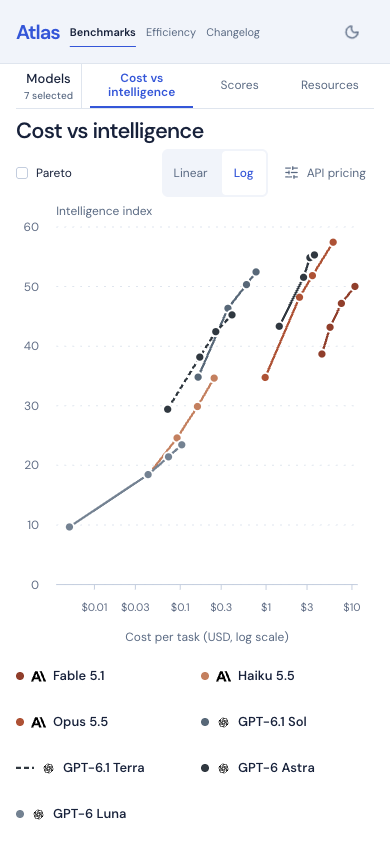 Atlas Benchmarks Efficiency Changelog
Models
7 selected
Cost vs
intelligence
Scores
Resources
Cost vs intelligence
Pareto
Linear Log
API pricing
Intelligence index
60
50
40
30
20
10
0
$0.01 $0.03 $0.1 $0.3 $1 $3 $10
Cost per task (USD, log scale)
Fable 5.1
Haiku 5.5
Opus 5.5
GPT-6.1 Sol
GPT-6.1 Terra
GPT-6 Astra
GPT-6 Luna